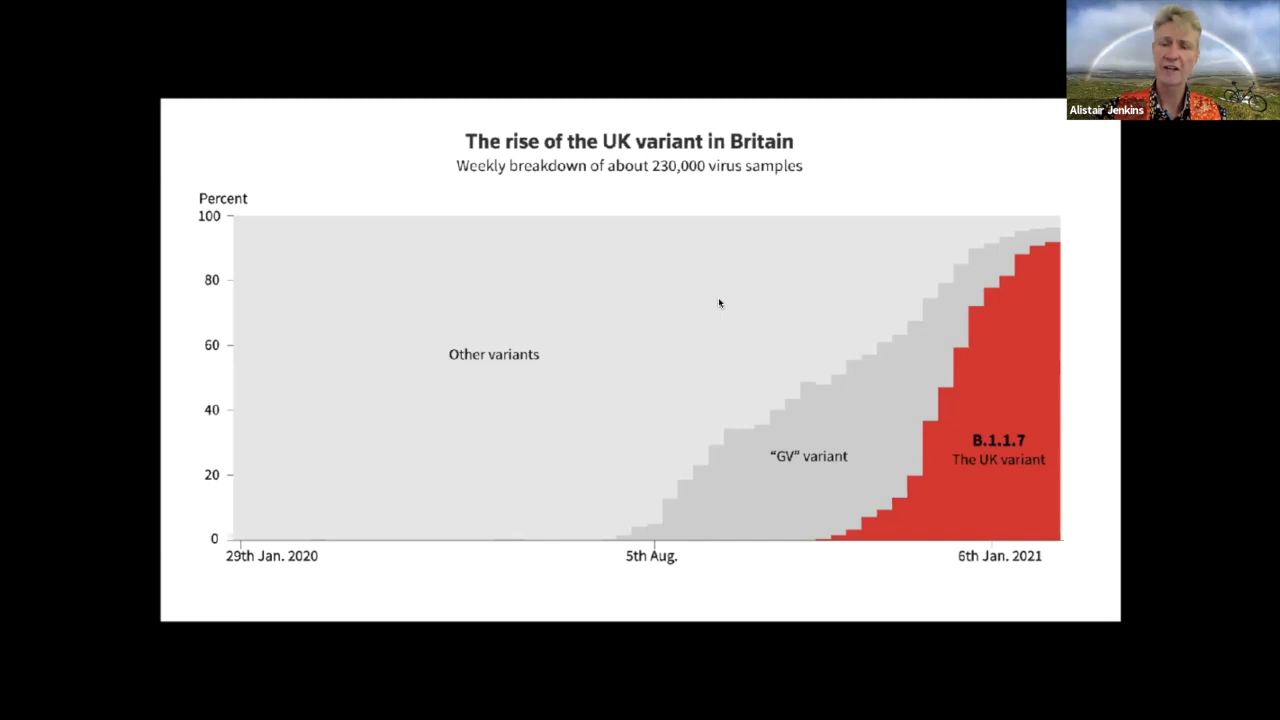 Alistair Jenkins
The rise of the UK variant in Britain
Weekly breakdown of about 230,000 virus samples
Percent
100
80
60
40
20
0
Other variants
“GV” variant
B.1.1.7
The UK variant
29th Jan. 2020
5th Aug.
6th Jan. 2021